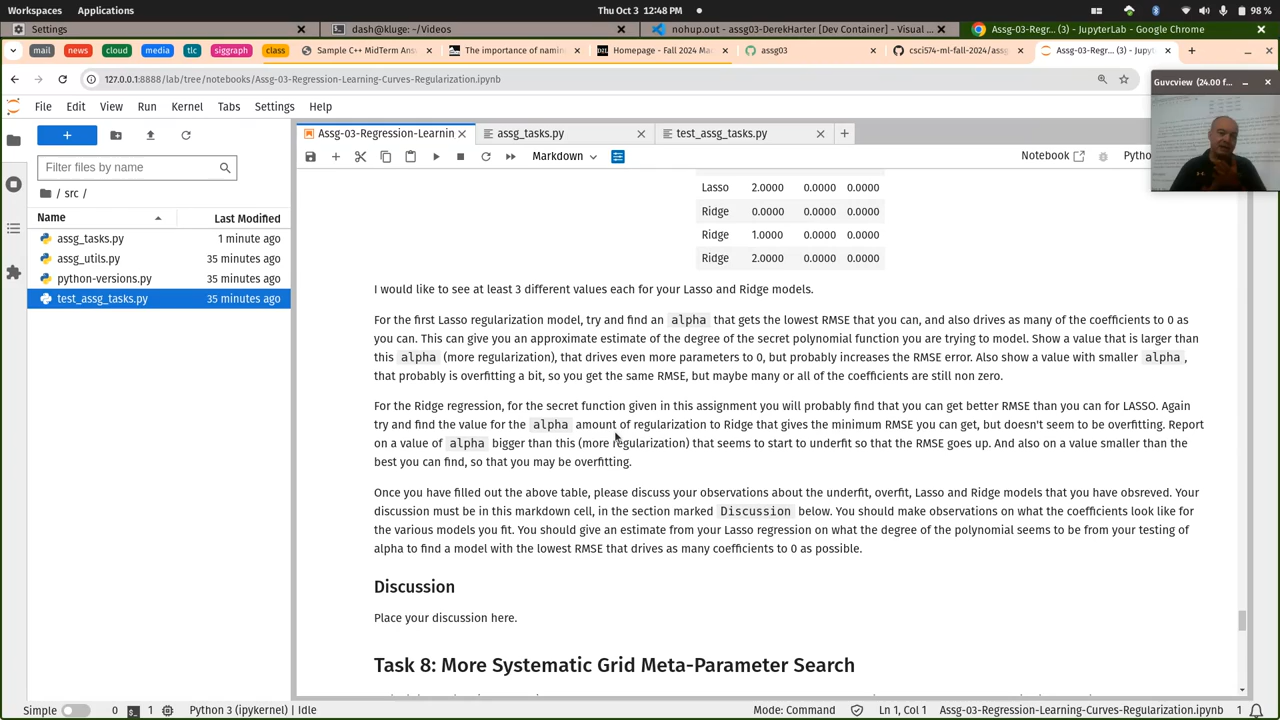 Workspaces Applications Thu Oct 3 12:48 PM 98 %
Settings dash@kluge: ~/Videos nohup.out - assg03-DerekHarter [Dev Container] - Visual ... Assg-03-Regr... (3) - JupyterLab - Google Chrome
mail news cloud media tlc siggraph class Sample C++ MidTerm Ans The importance of namin Homepage - Fall 2024 Ma assg03 csci574-ml-fall-2024/assg Assg-03-Regr... (3) - Jupyt
127.0.0.1:8888/lab/tree/notebooks/Assg-03-Regression-Learning-Curves-Regularization.ipynb
Guvcview (24.00 f...
File Edit View Run Kernel Tabs Settings Help
Assg-03-Regression-Learnin assg_tasks.py test_assg_tasks.py
Markdown Notebook Pytho
Filter files by name
/ src /
Name Last Modified
assg_tasks.py 1 minute ago
assg_utils.py 35 minutes ago
python-versions.py 35 minutes ago
test_assg_tasks.py 35 minutes ago
Lasso 2.0000 0.0000 0.0000
Ridge 0.0000 0.0000 0.0000
Ridge 1.0000 0.0000 0.0000
Ridge 2.0000 0.0000 0.0000
I would like to see at least 3 different values each for your Lasso and Ridge models.
For the first Lasso regularization model, try and find an alpha that gets the lowest RMSE that you can, and also drives as many of the coefficients to 0 as
you can. This can give you an approximate estimate of the degree of the secret polynomial function you are trying to model. Show a value that is larger than
this alpha (more regularization), that drives even more parameters to 0, but probably increases the RMSE error. Also show a value with smaller alpha ,
that probably is overfitting a bit, so you get the same RMSE, but maybe many or all of the coefficients are still non zero.
For the Ridge regression, for the secret function given in this assignment you will probably find that you can get better RMSE than you can for LASSO. Again
try and find the value for the alpha amount of regularization to Ridge that gives the minimum RMSE you can get, but doesn't seem to be overfitting. Report
on a value of alpha bigger than this (more regularization) that seems to start to underfit so that the RMSE goes up. And also on a value smaller than the
best you can find, so that you may be overfitting.
Once you have filled out the above table, please discuss your observations about the underfit, overfit, Lasso and Ridge models that you have obsreved. Your
discussion must be in this markdown cell, in the section marked Discussion below. You should make observations on what the coefficients look like for
the various models you fit. You should give an estimate from your Lasso regression on what the degree of the polynomial seems to be from your testing of
alpha to find a model with the lowest RMSE that drives as many coefficients to 0 as possible.
Discussion
Place your discussion here.
Task 8: More Systematic Grid Meta-Parameter Search
Simple 0 1 Python 3 (ipykernel) | Idle Mode: Command Ln 1, Col 1 Assg-03-Regression-Learning-Curves-Regularization.ipynb 1